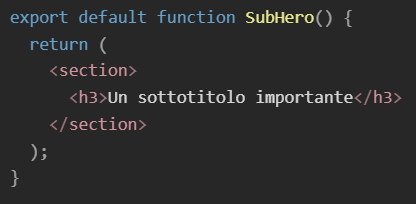 export default function SubHero() {
  return (
    <section>
      <h3>Un sottotitolo importante</h3>
    </section>
  );
}